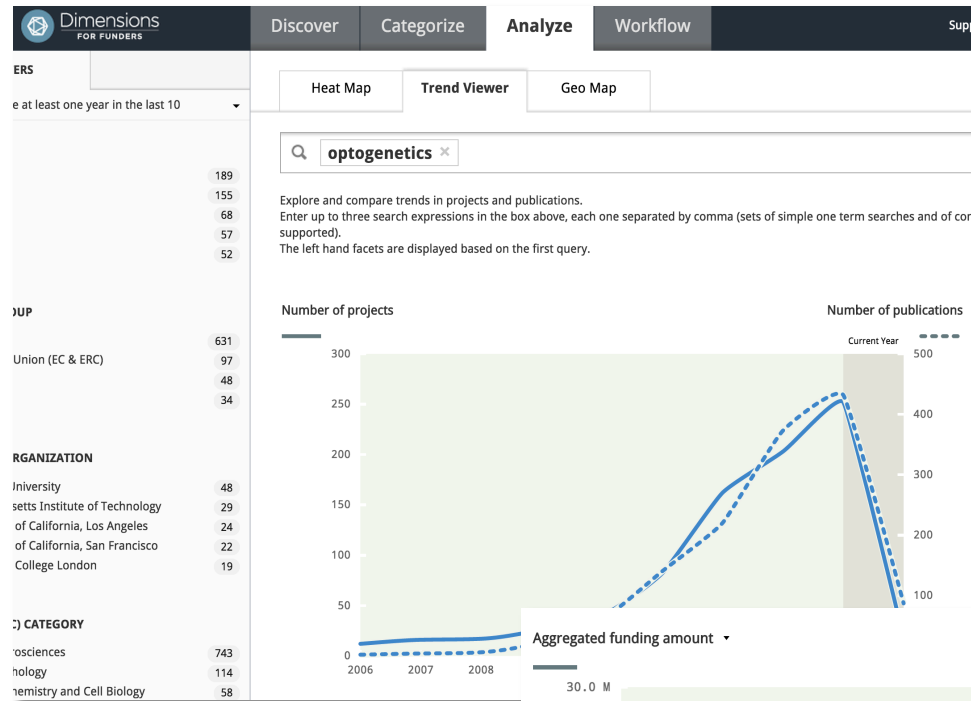 Dimensions
FOR FUNDERS
Discover Categorize Analyze Workflow Supp
ERS
e at least one year in the last 10
Heat Map Trend Viewer Geo Map
optogenetics ×
189
155
68
57
52
Explore and compare trends in projects and publications.
Enter up to three search expressions in the box above, each one separated by comma (sets of simple one term searches and of cor
supported).
The left hand facets are displayed based on the first query.
OUP
631
Union (EC & ERC) 97
48
34
RGANIZATION
University 48
setts Institute of Technology 29
of California, Los Angeles 24
of California, San Francisco 22
College London 19
C) CATEGORY
rosciences 743
hology 114
hemistry and Cell Biology 58
Number of projects
Number of publications
Current Year
300
250
200
150
100
50
0
500
400
300
200
100
2006 2007 2008
Aggregated funding amount
30.0 M